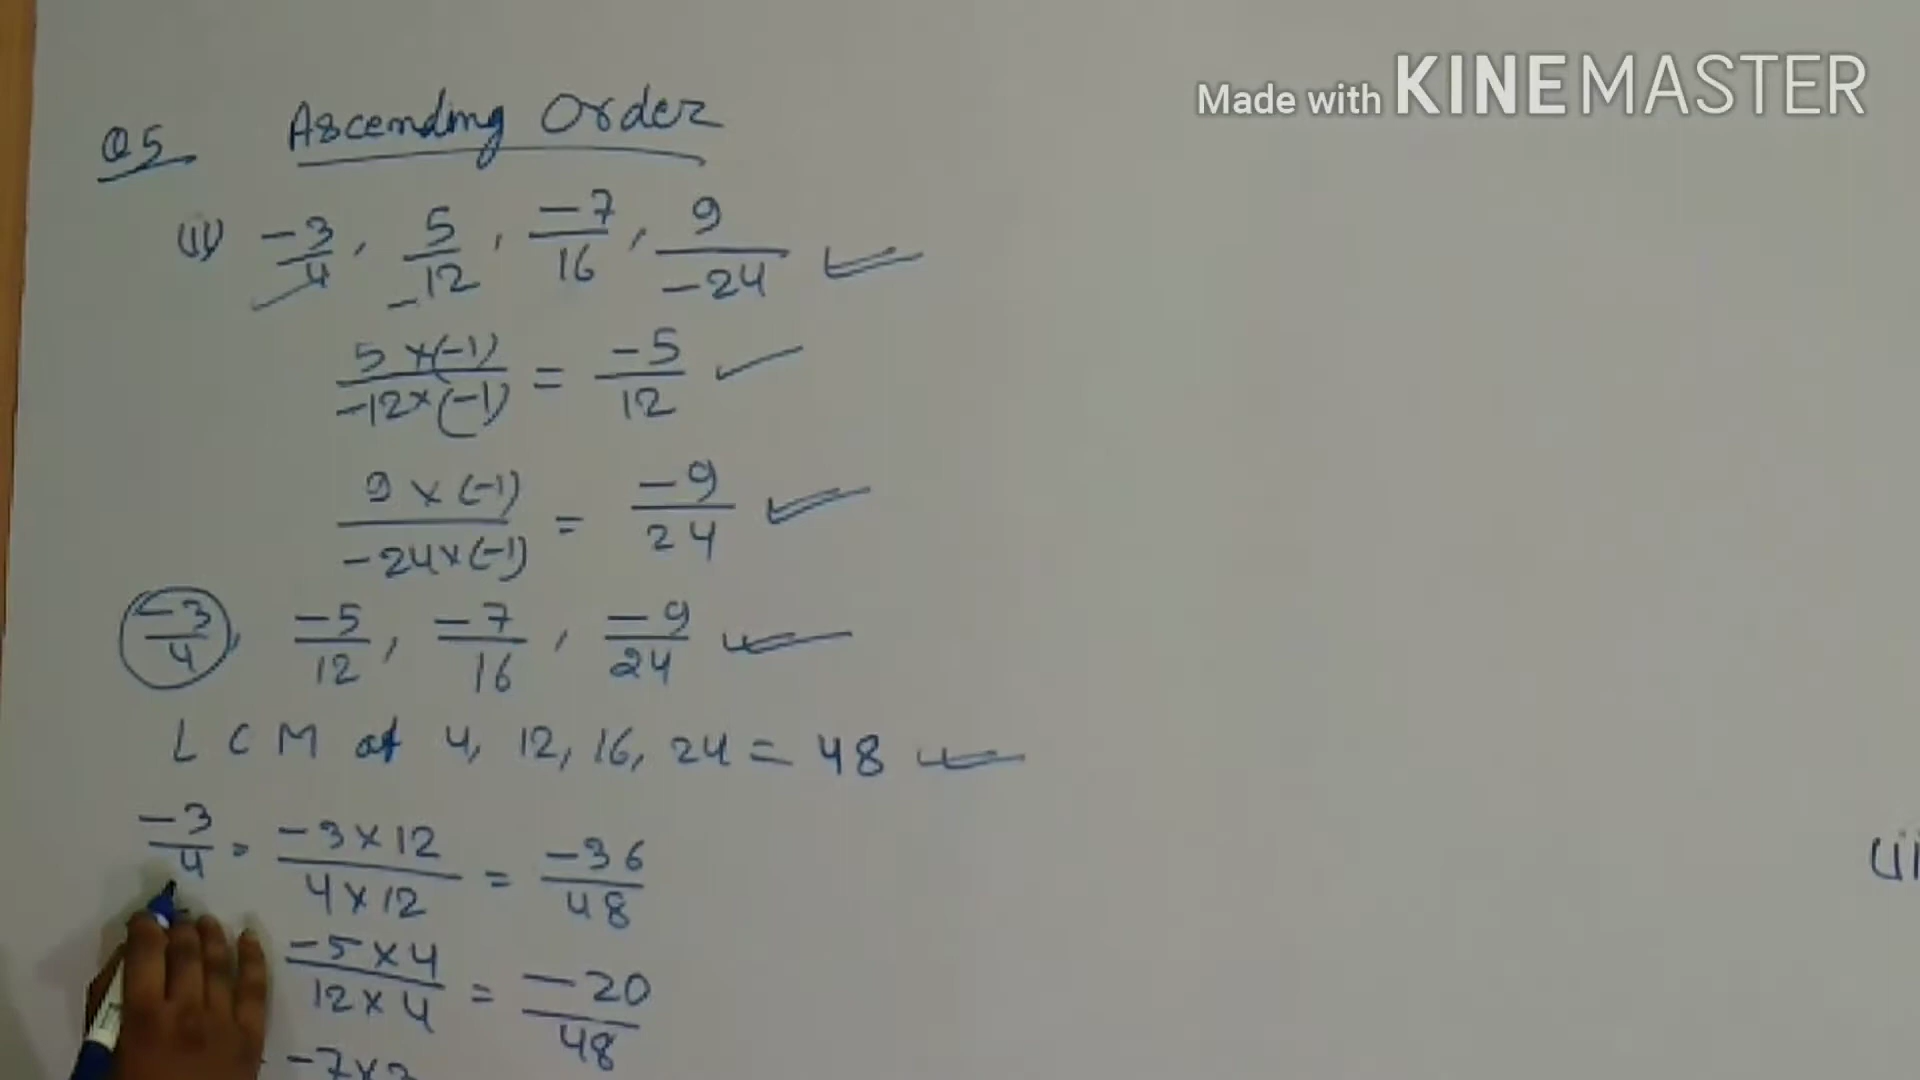 Made with KINEMASTER
Q5 Ascending Order
(ii) -3/4, 5/-12, -7/16, 9/-24
5×(-1)/-12×(-1) = -5/12
9×(-1)/-24×(-1) = -9/24
-3/4, -5/12, -7/16, -9/24
LCM of 4, 12, 16, 24 = 48
-3/4 = -3×12/4×12 = -36/48
-5×4/12×4 = -20/48
-7×3